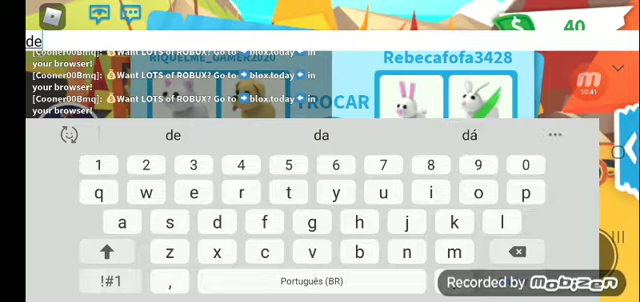 40
de
[Cooner00Bmq]: 💰Want LOTS of ROBUX? Go to ➡️blox.today⬅️ in
your browser!
[Cooner00Bmq]: 💰Want LOTS of ROBUX? Go to ➡️blox.today⬅️ in
your browser!
[Cooner00Bmq]: 💰Want LOTS of ROBUX? Go to ➡️blox.today⬅️ in
your browser!
RIQUELME_GAMER2020
Rebecafofa3428
TROCAR
10:41
de da dá
1 2 3 4 5 6 7 8 9 0
q w e r t y u i o p
a s d f g h j k l
z x c v b n m
!#1 , Português (BR)
Recorded by Mobizen